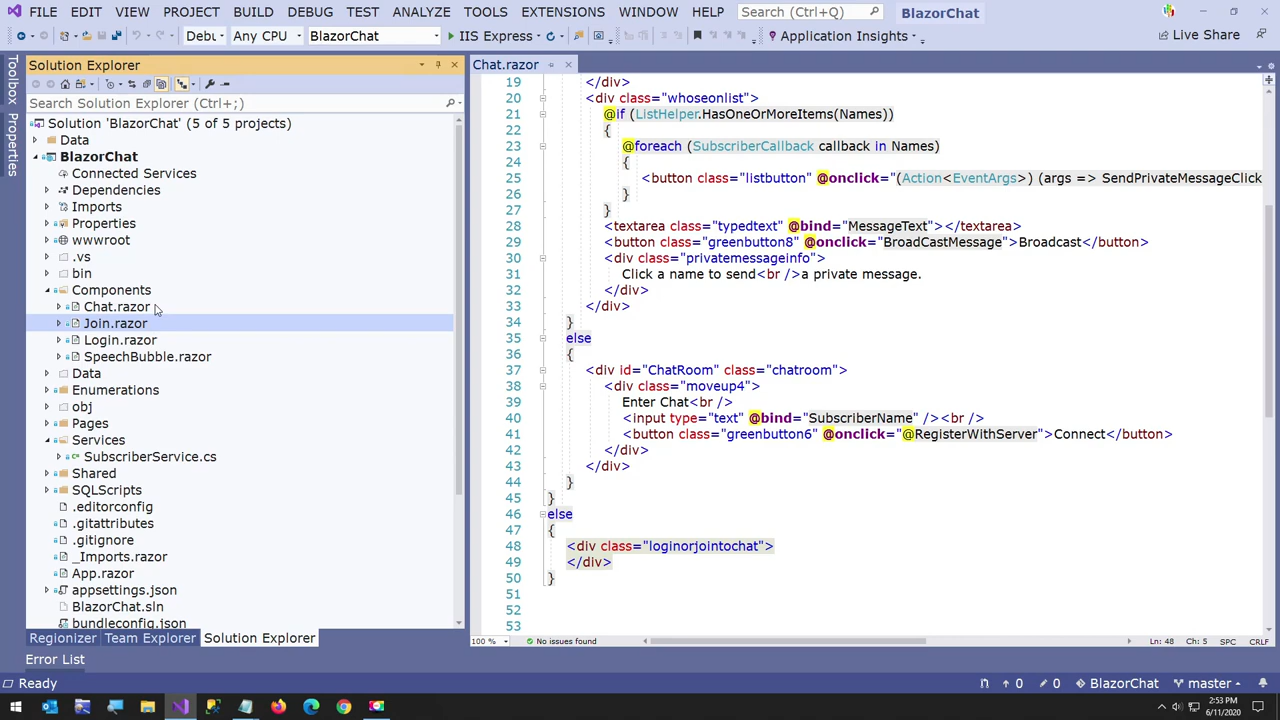 FILE EDIT VIEW PROJECT BUILD DEBUG TEST ANALYZE TOOLS EXTENSIONS WINDOW HELP Search (Ctrl+Q) BlazorChat
Debu Any CPU BlazorChat IIS Express Application Insights Live Share
Toolbox
Properties
Solution Explorer
Search Solution Explorer (Ctrl+;)
Solution 'BlazorChat' (5 of 5 projects)
Data
BlazorChat
Connected Services
Dependencies
Imports
Properties
wwwroot
.vs
bin
Components
Chat.razor
Join.razor
Login.razor
SpeechBubble.razor
Data
Enumerations
obj
Pages
Services
SubscriberService.cs
Shared
SQLScripts
.editorconfig
.gitattributes
.gitignore
_Imports.razor
App.razor
appsettings.json
BlazorChat.sln
bundleconfig.json
Regionizer Team Explorer Solution Explorer
Chat.razor
19 </div>
20 <div class="whoseonlist">
21 @if (ListHelper.HasOneOrMoreItems(Names))
22 {
23 @foreach (SubscriberCallback callback in Names)
24 {
25 <button class="listbutton" @onclick="(Action<EventArgs>) (args => SendPrivateMessageClick
26 }
27 }
28 <textarea class="typedtext" @bind="MessageText"></textarea>
29 <button class="greenbutton8" @onclick="BroadCastMessage">Broadcast</button>
30 <div class="privatemessageinfo">
31 Click a name to send<br />a private message.
32 </div>
33 </div>
34 }
35 else
36 {
37 <div id="ChatRoom" class="chatroom">
38 <div class="moveup4">
39 Enter Chat<br />
40 <input type="text" @bind="SubscriberName" /><br />
41 <button class="greenbutton6" @onclick="@RegisterWithServer">Connect</button>
42 </div>
43 </div>
44 }
45 }
46 else
47 {
48 <div class="loginorjointochat">
49 </div>
50 }
51
52
53
100 % No issues found Ln: 48 Ch: 5 SPC CRLF
Error List
Ready 0 0 BlazorChat master
2:53 PM
6/11/2020